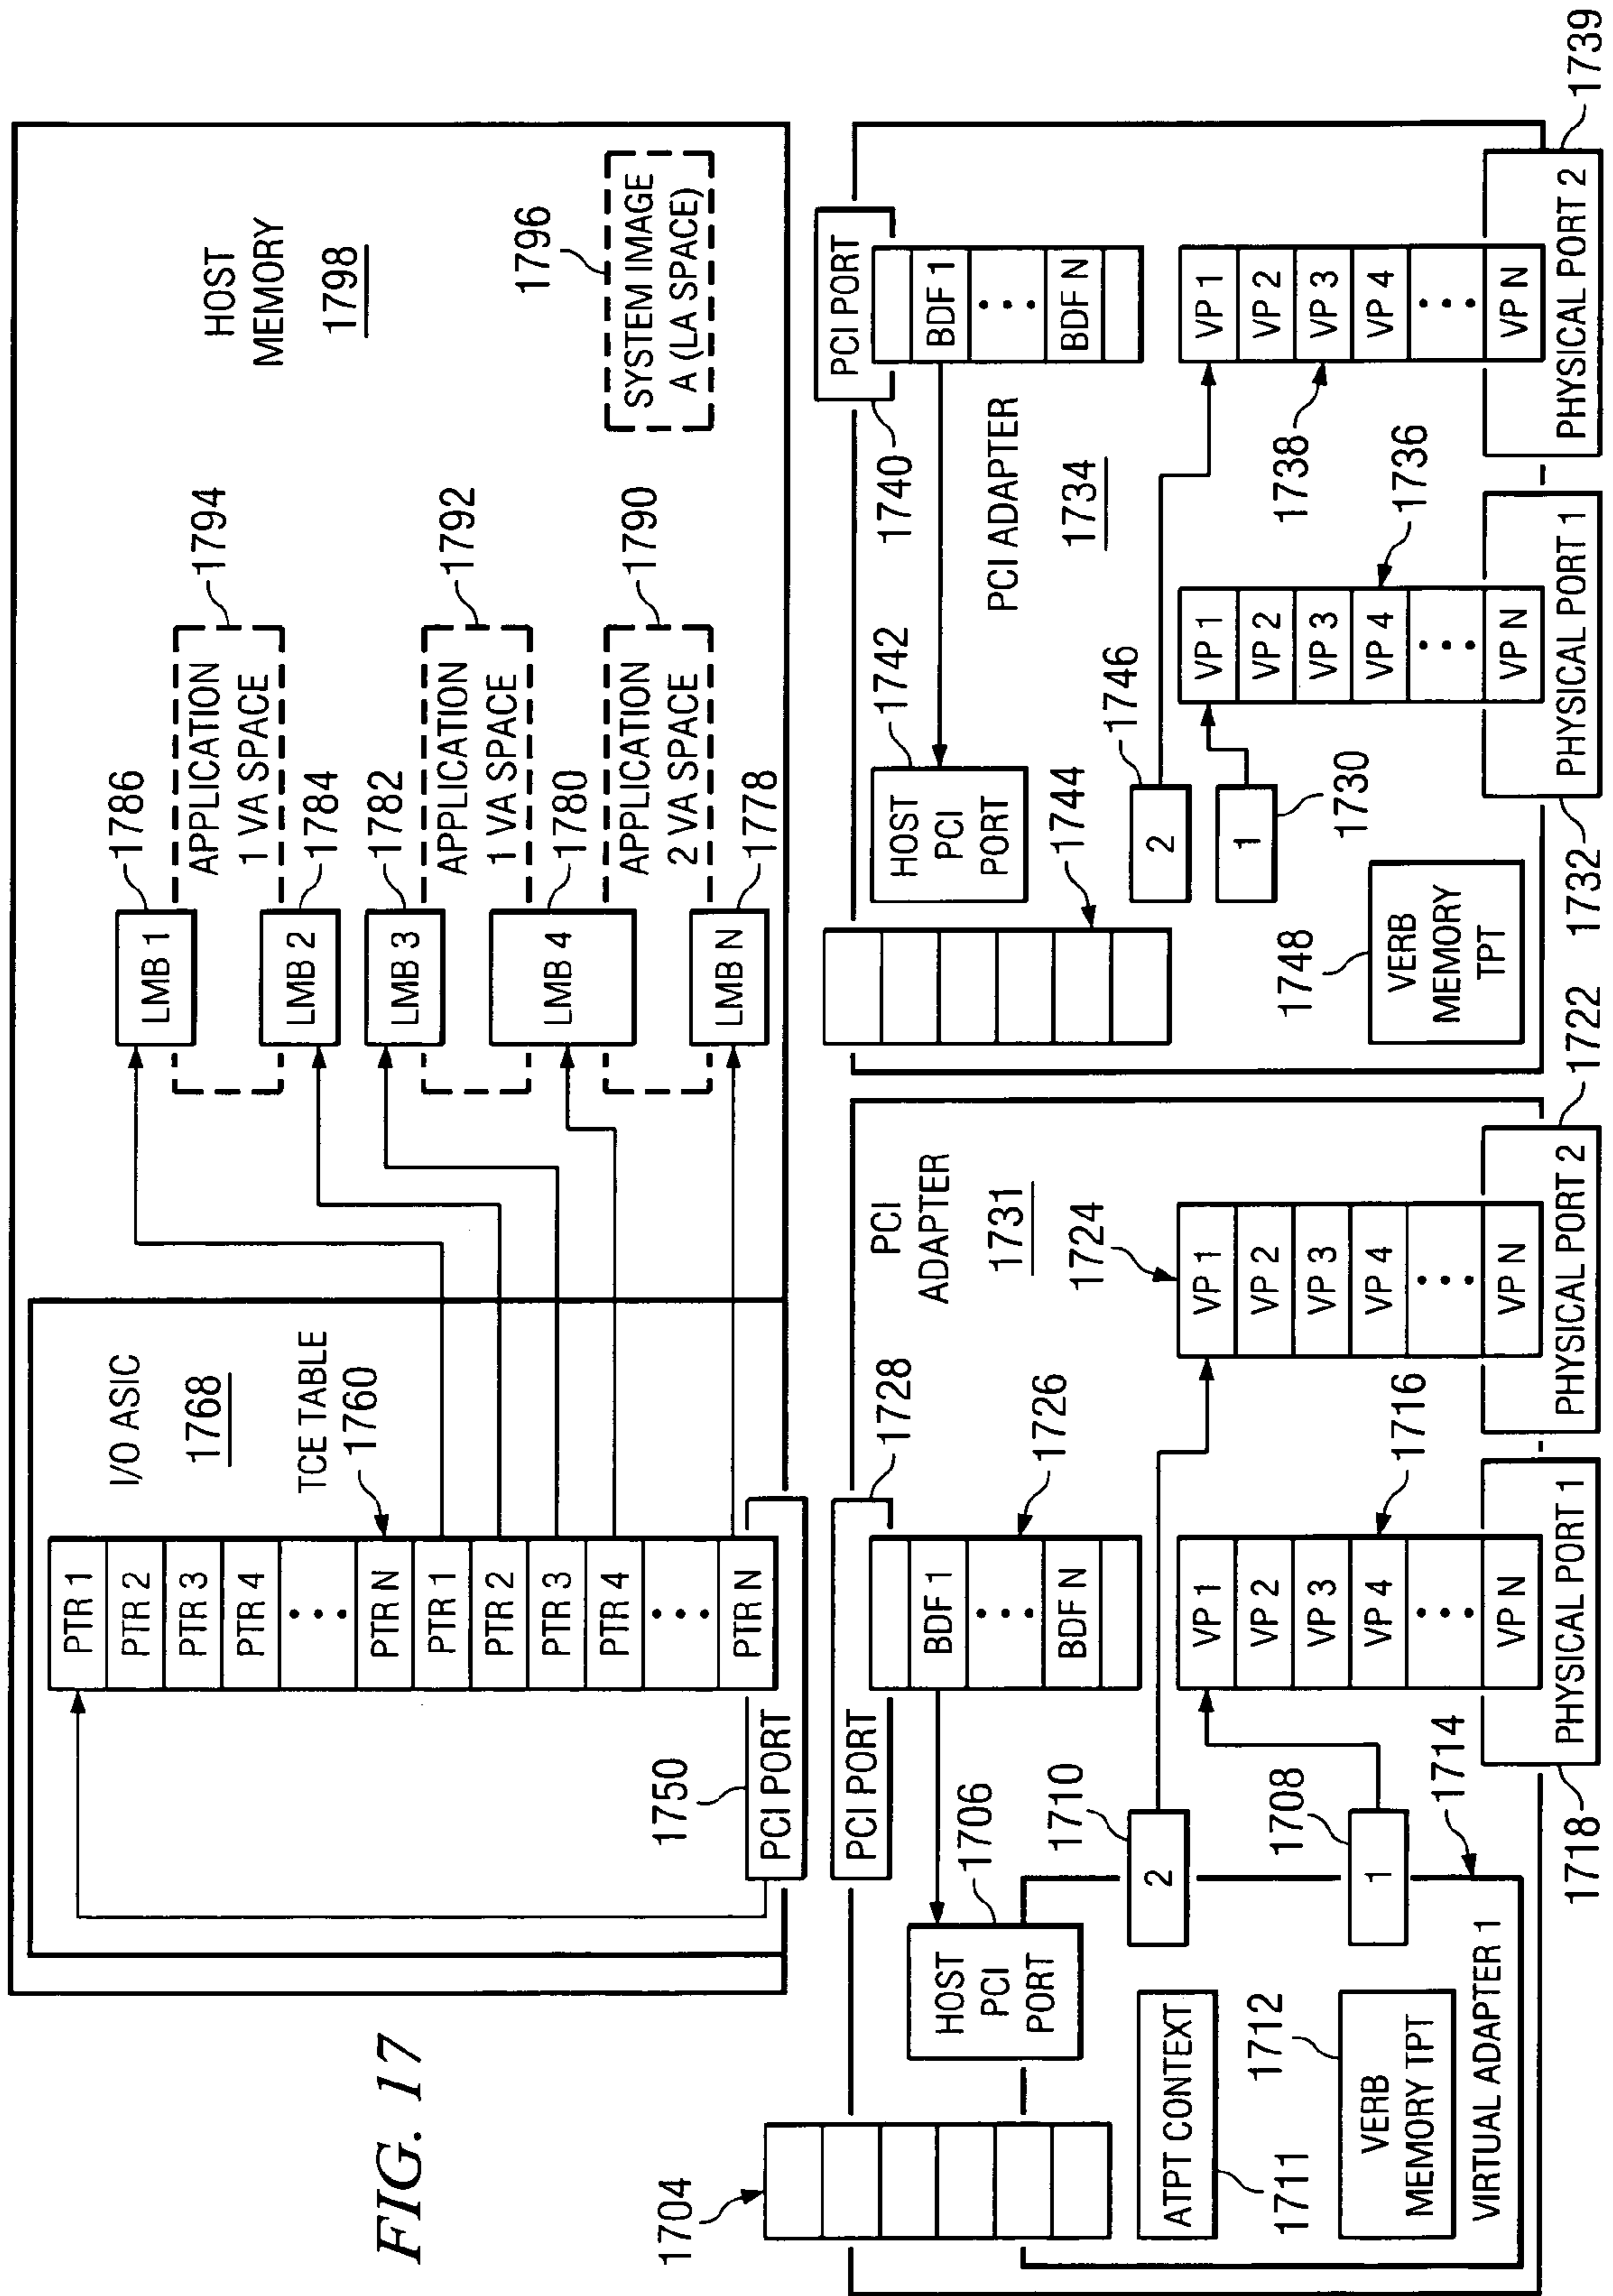 FIG. 17
HOST
MEMORY
1798
SYSTEM IMAGE
A (LA SPACE)
1796
I/O ASIC
1768
TCE TABLE
1760
PTR 1
PTR 2
PTR 3
PTR 4
...
PTR N
PTR 1
PTR 2
PTR 3
PTR 4
...
PTR N
1750
PCI PORT
LMB 1
1786
APPLICATION
1 VA SPACE
1794
LMB 2
1784
LMB 3
1782
APPLICATION
1 VA SPACE
1792
LMB 4
1780
APPLICATION
2 VA SPACE
1790
LMB N
1778
1704
PCI PORT
1728
PCI
ADAPTER
1731
BDF 1
...
BDF N
1726
HOST
PCI
PORT
1706
ATPT CONTEXT
1711
VERB
MEMORY TPT
1712
VIRTUAL ADAPTER 1
1714
2
1710
1
1708
VP 1
VP 2
VP 3
VP 4
...
VP N
1716
PHYSICAL PORT 1
1718
VP 1
VP 2
VP 3
VP 4
...
VP N
1724
PHYSICAL PORT 2
1722
PCI PORT
1740
PCI ADAPTER
1734
BDF 1
...
BDF N
HOST
PCI
PORT
1742
1744
2
1746
1
1730
VERB
MEMORY
TPT
1748
VP 1
VP 2
VP 3
VP 4
...
VP N
1736
PHYSICAL PORT 1
1732
VP 1
VP 2
VP 3
VP 4
...
VP N
1738
PHYSICAL PORT 2
1739